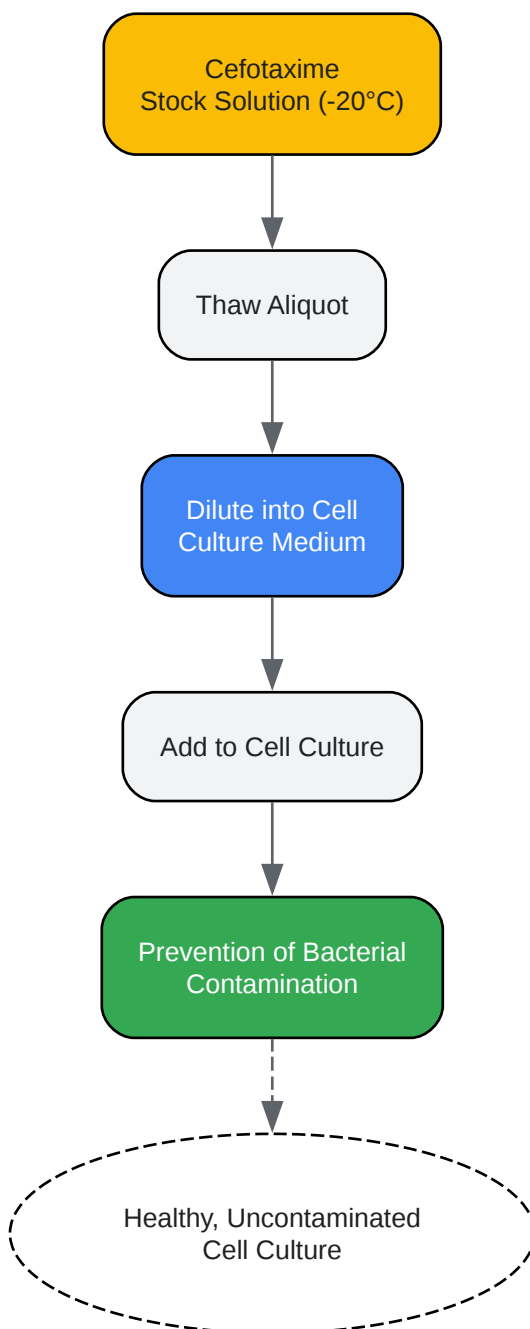 Cefotaxime
Stock Solution (-20°C)
Thaw Aliquot
Dilute into Cell
Culture Medium
Add to Cell Culture
Prevention of Bacterial
Contamination
Healthy, Uncontaminated
Cell Culture